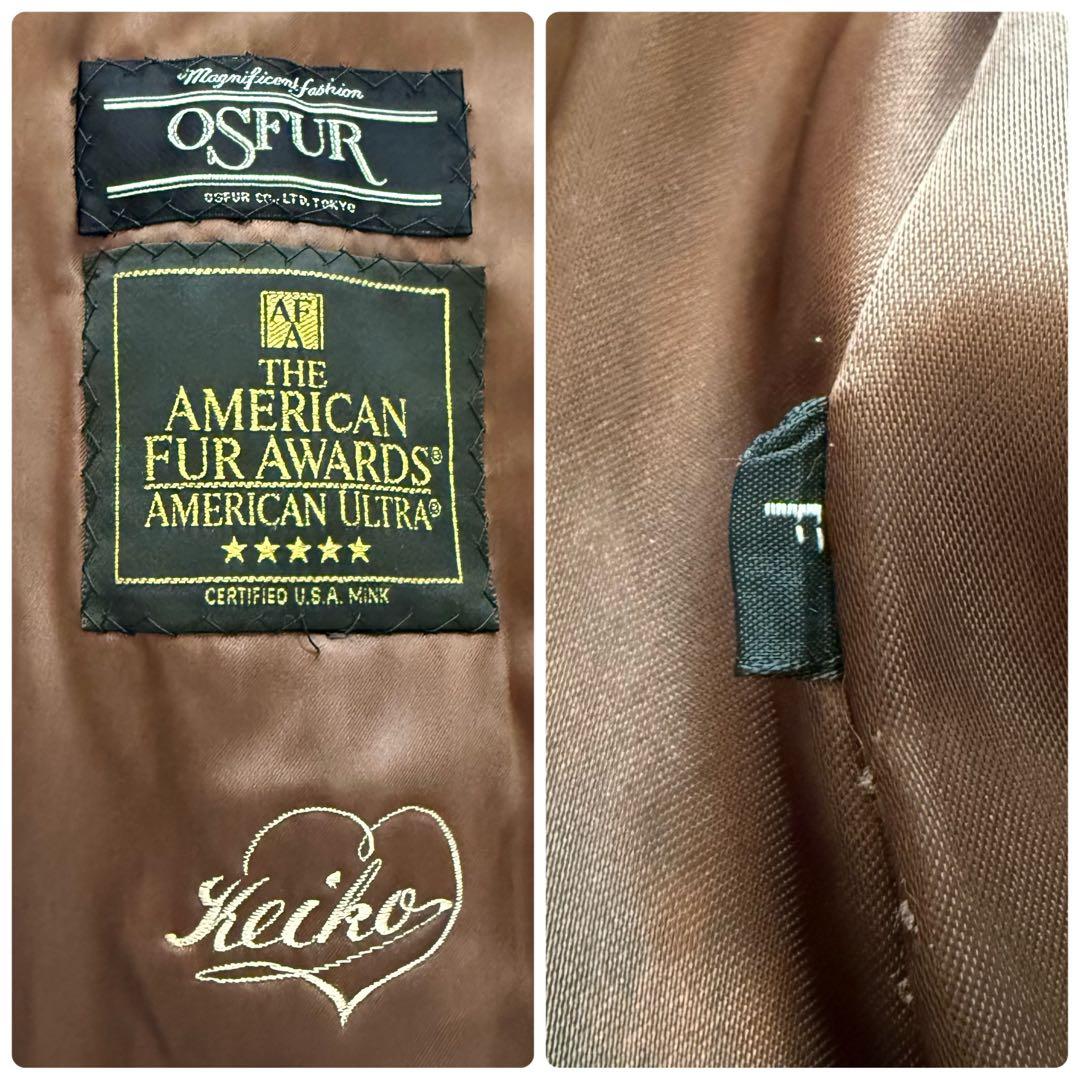 Magnificent fashion
OSFUR
OSFUR CO., LTD, TOKYO
AFA
THE
AMERICAN
FUR AWARDS®
AMERICAN ULTRA®
★★★★★
CERTIFIED U.S.A. MINK
Keiko